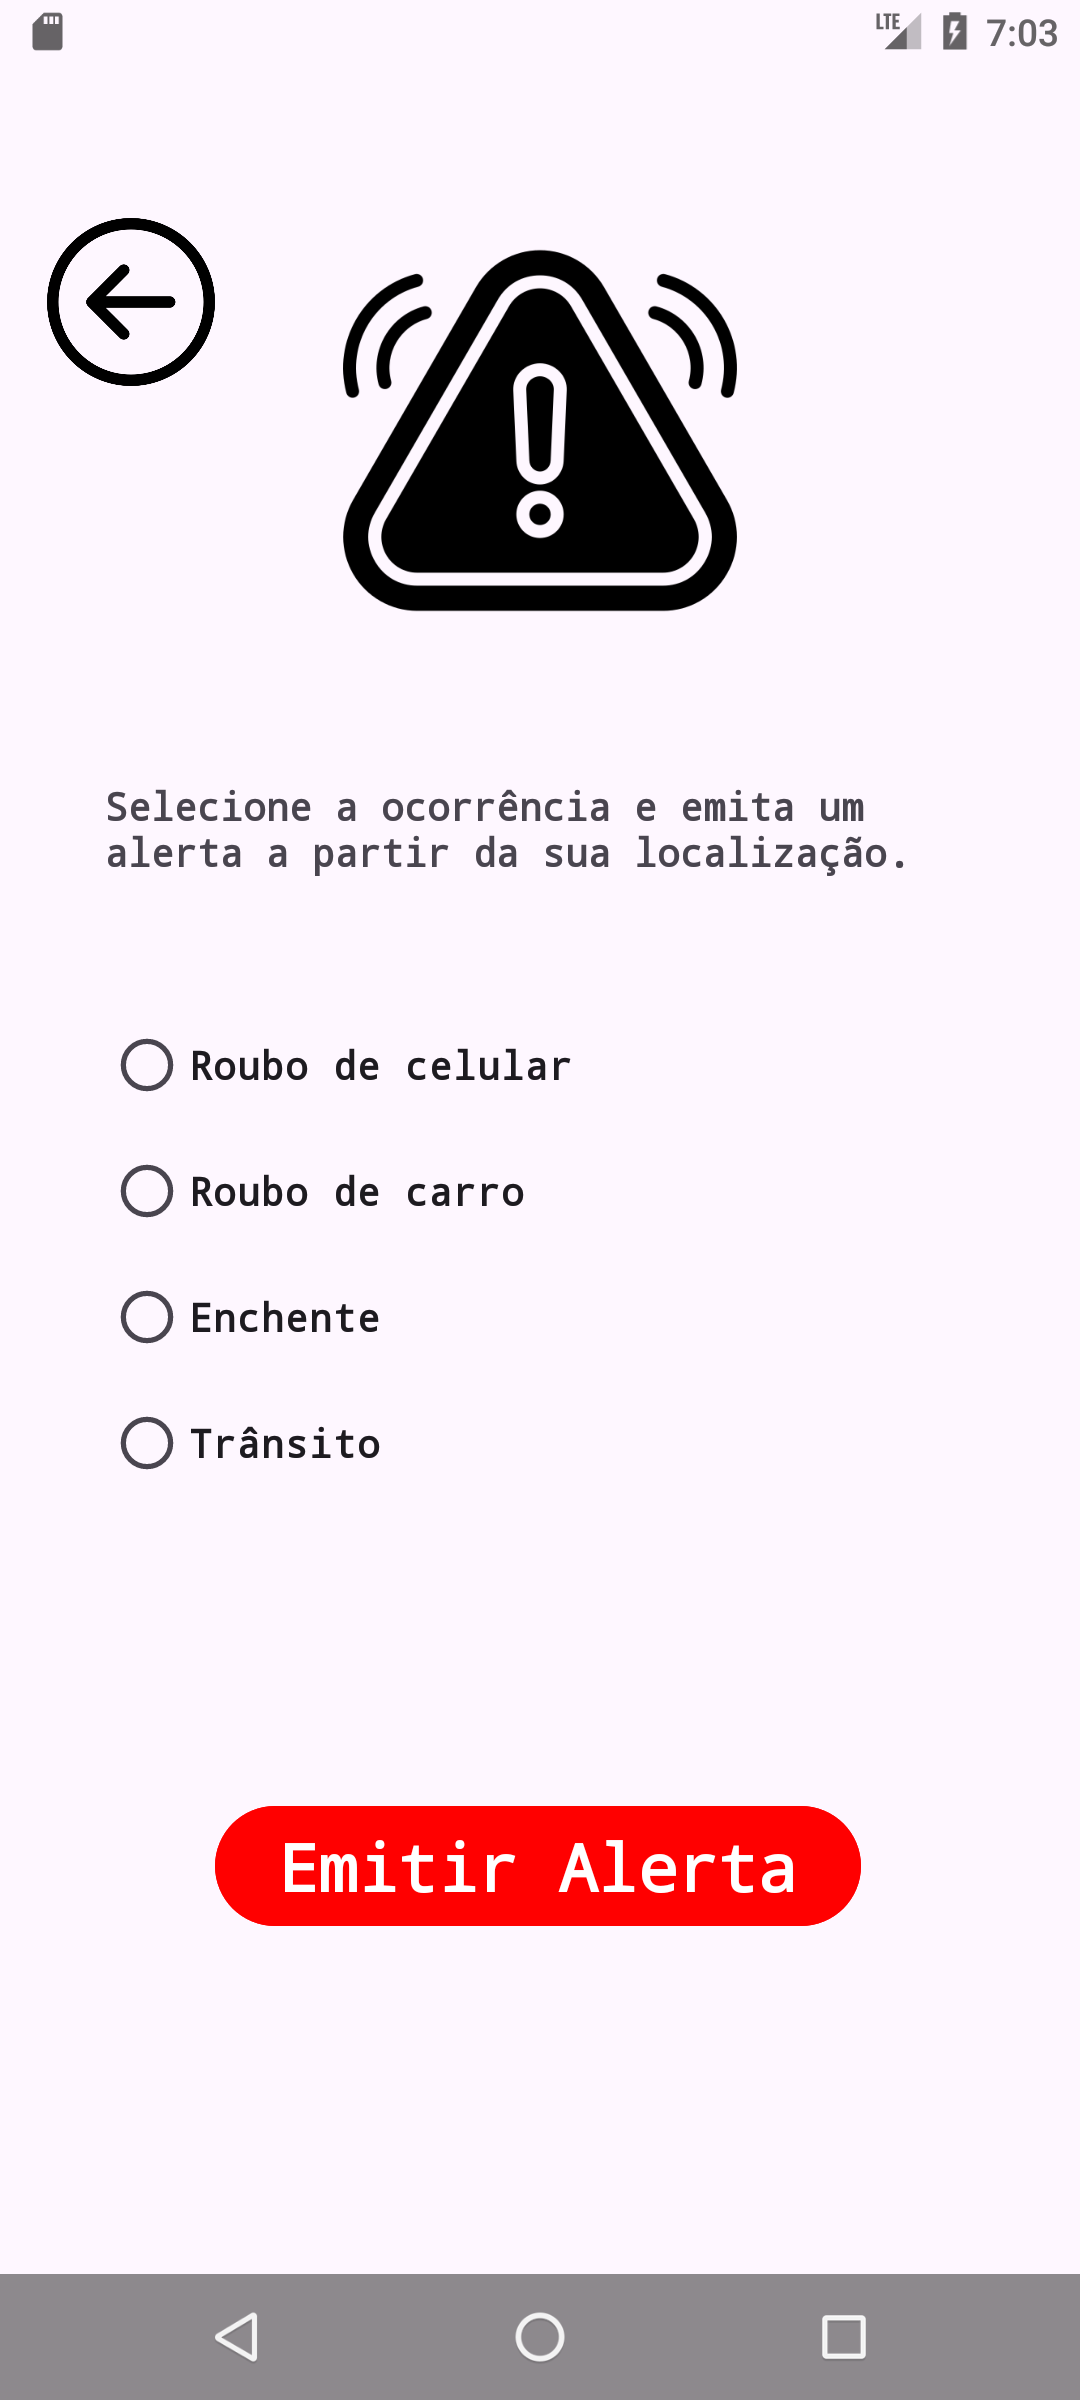 LTE 7:03
Selecione a ocorrência e emita um
alerta a partir da sua localização.
Roubo de celular
Roubo de carro
Enchente
Trânsito
Emitir Alerta